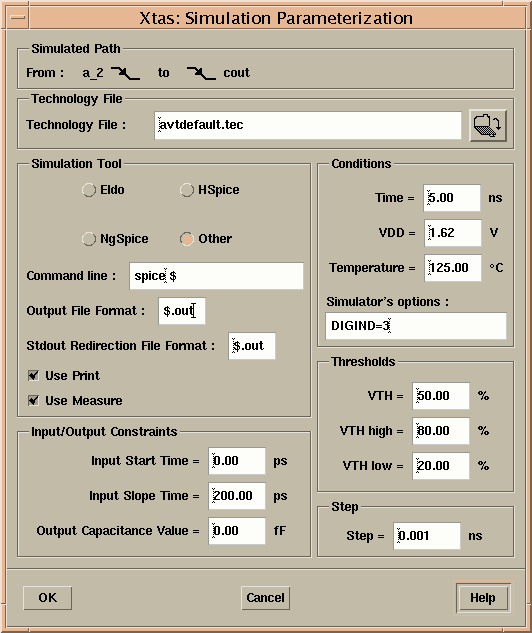 Xtas: Simulation Parameterization
Simulated Path
From : a_2 to cout
Technology File
Technology File : avtdefault.tec
Simulation Tool
Eldo HSpice
NgSpice Other
Command line : spice $
Output File Format : $.out
Stdout Redirection File Format : $.out
Use Print
Use Measure
Input/Output Constraints
Input Start Time = 0.00 ps
Input Slope Time = 200.00 ps
Output Capacitance Value = 0.00 fF
Conditions
Time = 5.00 ns
VDD = 1.62 V
Temperature = 125.00 °C
Simulator's options :
DIGIND=3
Thresholds
VTH = 50.00 %
VTH high = 80.00 %
VTH low = 20.00 %
Step
Step = 0.001 ns
OK Cancel Help